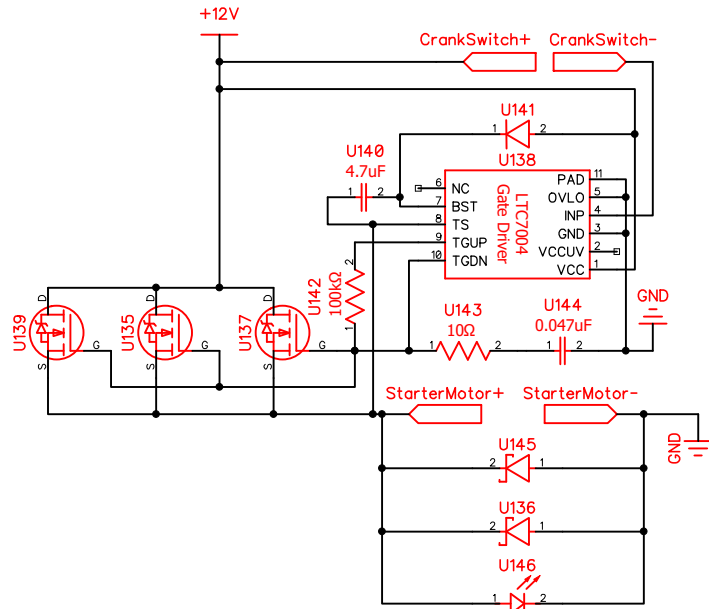 +12V
CrankSwitch+ CrankSwitch-
U141
1 2
U140
4.7uF
1 2
U138
LTC7004
Gate Driver
6 NC
7 BST
8 TS
9 TGUP
10 TGDN
PAD 11
OVLO 5
INP 4
GND 3
VCCUV 2
VCC 1
2
U142
100kΩ
1
U139
D
G
S
U135
D
G
S
U137
D
G
S
U143
10Ω
1 2
U144
0.047uF
1 2
GND
StarterMotor+ StarterMotor-
GND
U145
2 1
U136
2 1
U146
1 2